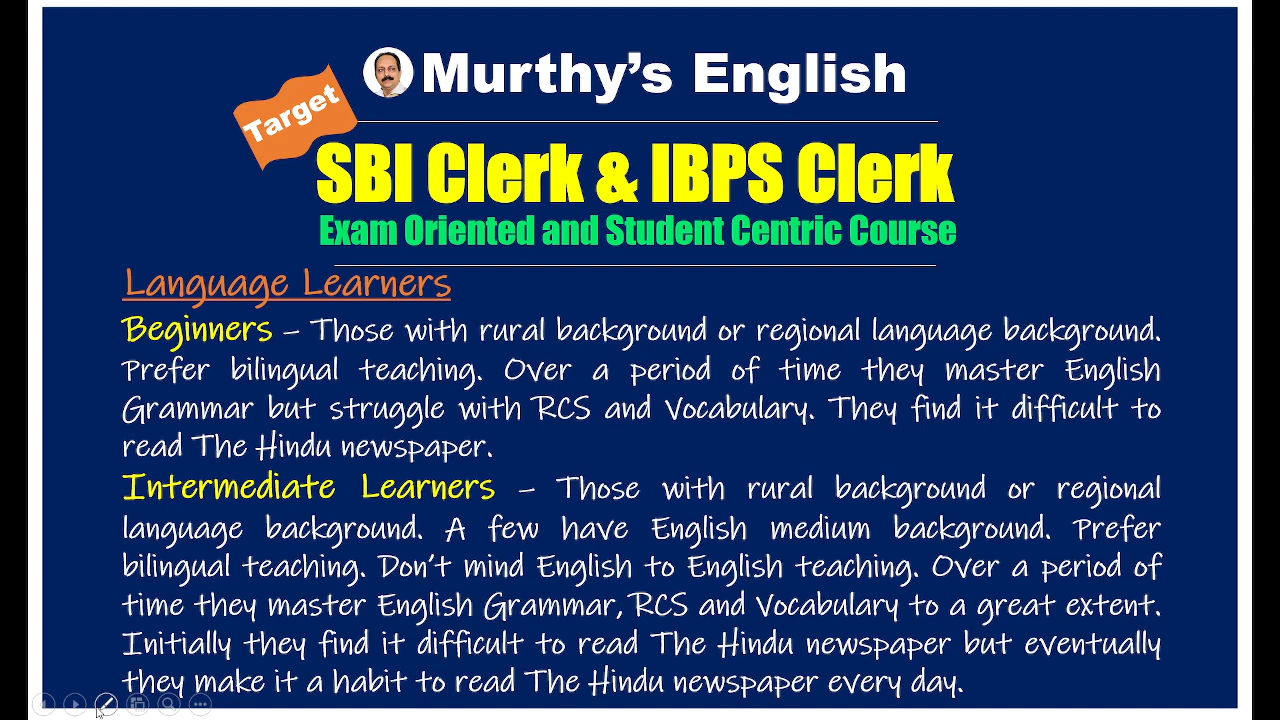 Murthy's English
Target
SBI Clerk & IBPS Clerk
Exam Oriented and Student Centric Course
Language Learners
Beginners – Those with rural background or regional language background.
Prefer bilingual teaching. Over a period of time they master English
Grammar but struggle with RCS and Vocabulary. They find it difficult to
read The Hindu newspaper.
Intermediate Learners – Those with rural background or regional
language background. A few have English medium background. Prefer
bilingual teaching. Don't mind English to English teaching. Over a period of
time they master English Grammar, RCS and Vocabulary to a great extent.
Initially they find it difficult to read The Hindu newspaper but eventually
they make it a habit to read The Hindu newspaper every day.